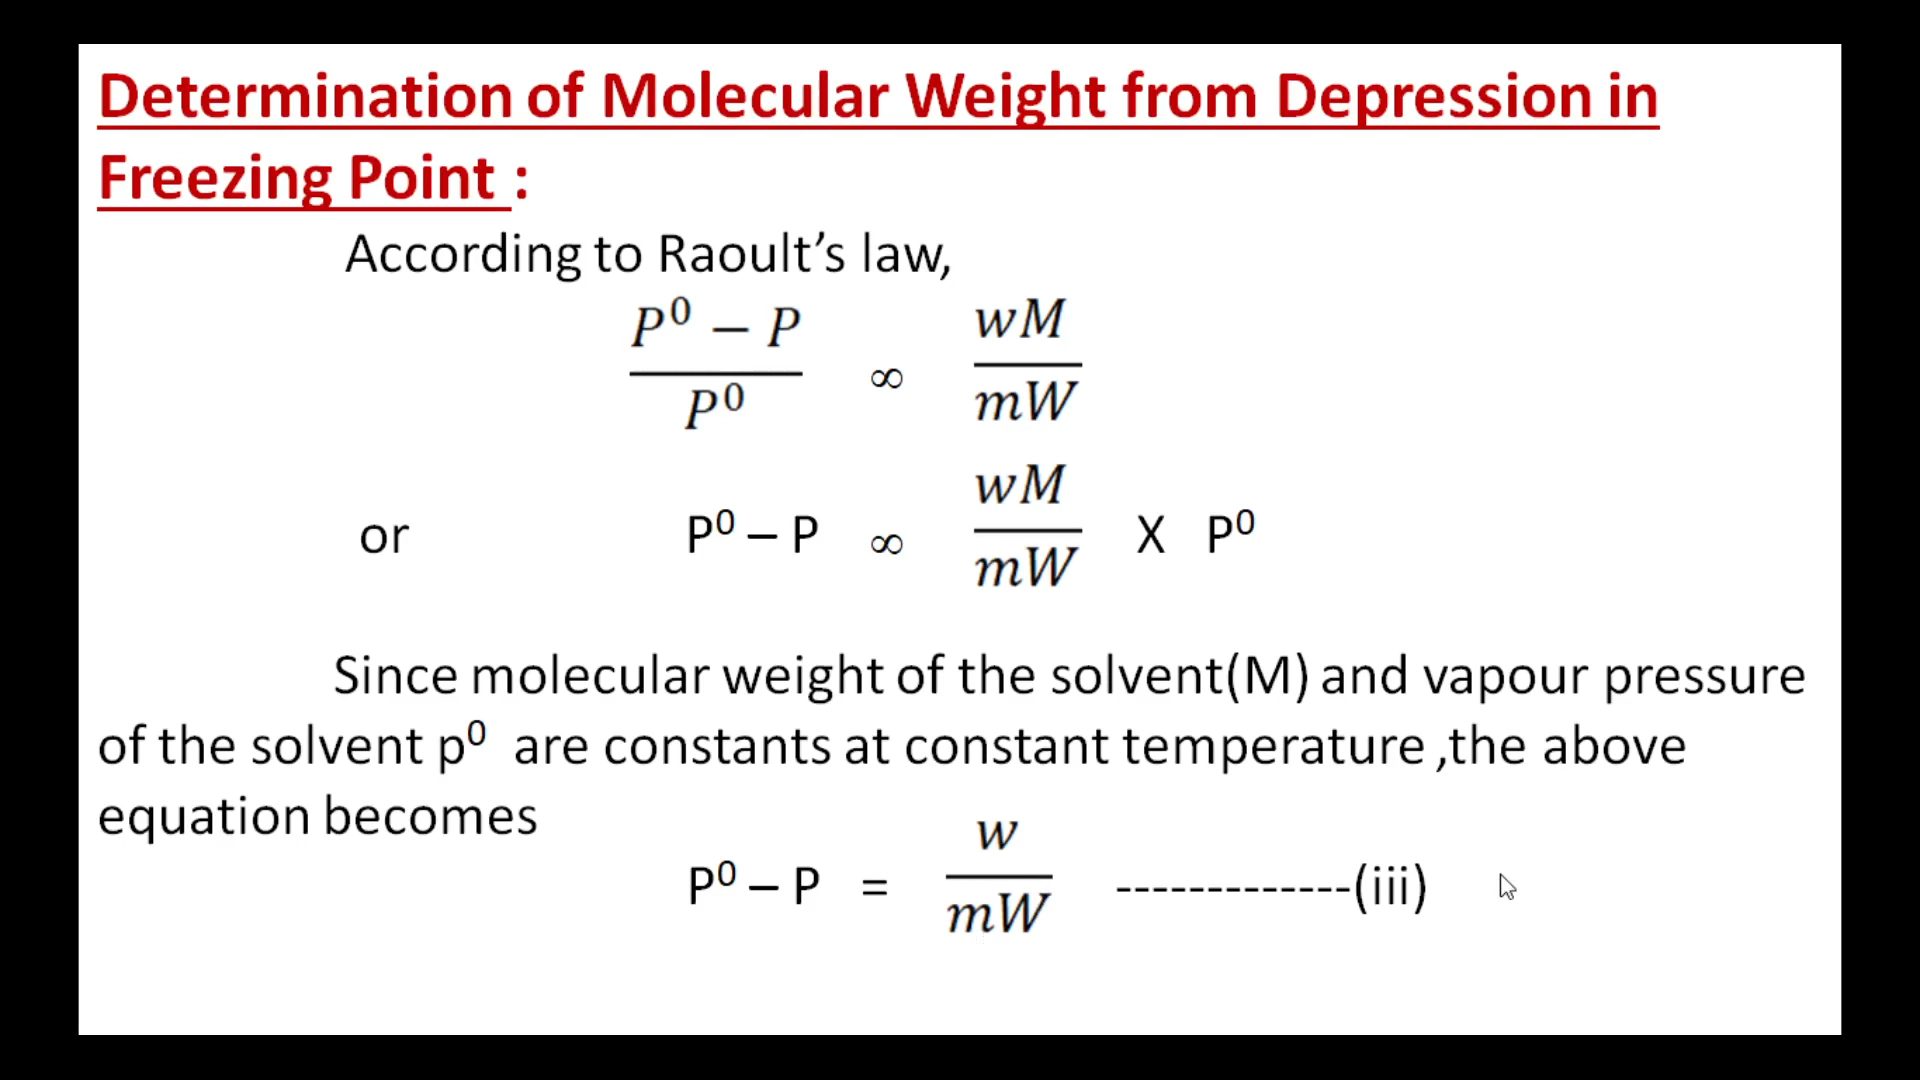 Determination of Molecular Weight from Depression in
Freezing Point :
According to Raoult’s law,
P⁰ – P / P⁰ ∞ wM / mW
or P⁰ – P ∞ wM / mW X P⁰
Since molecular weight of the solvent(M) and vapour pressure
of the solvent p⁰ are constants at constant temperature ,the above
equation becomes
P⁰ – P = w / mW -------------(iii)